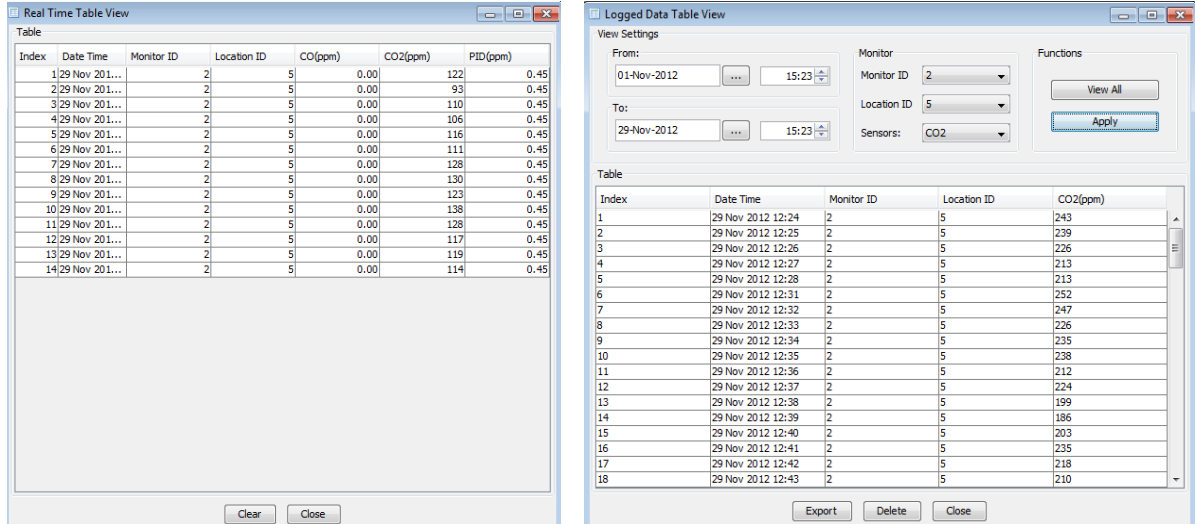 Real Time Table View
Table
Index Date Time Monitor ID Location ID CO(ppm) CO2(ppm) PID(ppm)
1 29 Nov 201... 2 5 0.00 122 0.45
2 29 Nov 201... 2 5 0.00 93 0.45
3 29 Nov 201... 2 5 0.00 110 0.45
4 29 Nov 201... 2 5 0.00 106 0.45
5 29 Nov 201... 2 5 0.00 116 0.45
6 29 Nov 201... 2 5 0.00 111 0.45
7 29 Nov 201... 2 5 0.00 128 0.45
8 29 Nov 201... 2 5 0.00 130 0.45
9 29 Nov 201... 2 5 0.00 123 0.45
10 29 Nov 201... 2 5 0.00 138 0.45
11 29 Nov 201... 2 5 0.00 128 0.45
12 29 Nov 201... 2 5 0.00 117 0.45
13 29 Nov 201... 2 5 0.00 119 0.45
14 29 Nov 201... 2 5 0.00 114 0.45
Clear Close
Logged Data Table View
View Settings
From: Monitor Functions
01-Nov-2012 ... 15:23 Monitor ID 2 View All
To: Location ID 5
29-Nov-2012 ... 15:23 Sensors: CO2 Apply
Table
Index Date Time Monitor ID Location ID CO2(ppm)
1 29 Nov 2012 12:24 2 5 243
2 29 Nov 2012 12:25 2 5 239
3 29 Nov 2012 12:26 2 5 226
4 29 Nov 2012 12:27 2 5 213
5 29 Nov 2012 12:28 2 5 213
6 29 Nov 2012 12:31 2 5 252
7 29 Nov 2012 12:32 2 5 247
8 29 Nov 2012 12:33 2 5 226
9 29 Nov 2012 12:34 2 5 235
10 29 Nov 2012 12:35 2 5 238
11 29 Nov 2012 12:36 2 5 212
12 29 Nov 2012 12:37 2 5 224
13 29 Nov 2012 12:38 2 5 199
14 29 Nov 2012 12:39 2 5 186
15 29 Nov 2012 12:40 2 5 203
16 29 Nov 2012 12:41 2 5 235
17 29 Nov 2012 12:42 2 5 218
18 29 Nov 2012 12:43 2 5 210
Export Delete Close